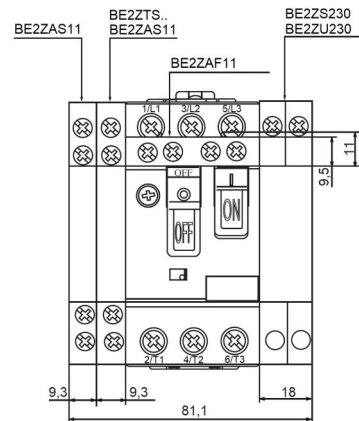 BE2ZAS11
BE2ZTS..
BE2ZAS11
BE2ZS230
BE2ZU230
BE2ZAF11
1/L1 3/L2 5/L3
9,5
11
OFF
I
OFF
ON
2/T1 4/T2 6/T3
9,3
9,3
18
81,1